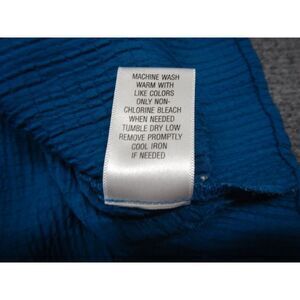 MACHINE WASH
WARM WITH
LIKE COLORS
ONLY NON-
CHLORINE BLEACH
WHEN NEEDED
TUMBLE DRY LOW
REMOVE PROMPTLY
COOL IRON
IF NEEDED